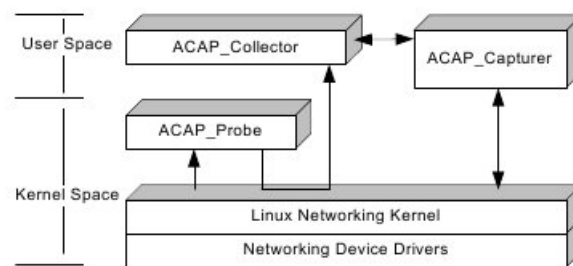 User Space
ACAP_Collector
ACAP_Capturer
ACAP_Probe
Kernel Space
Linux Networking Kernel
Networking Device Drivers